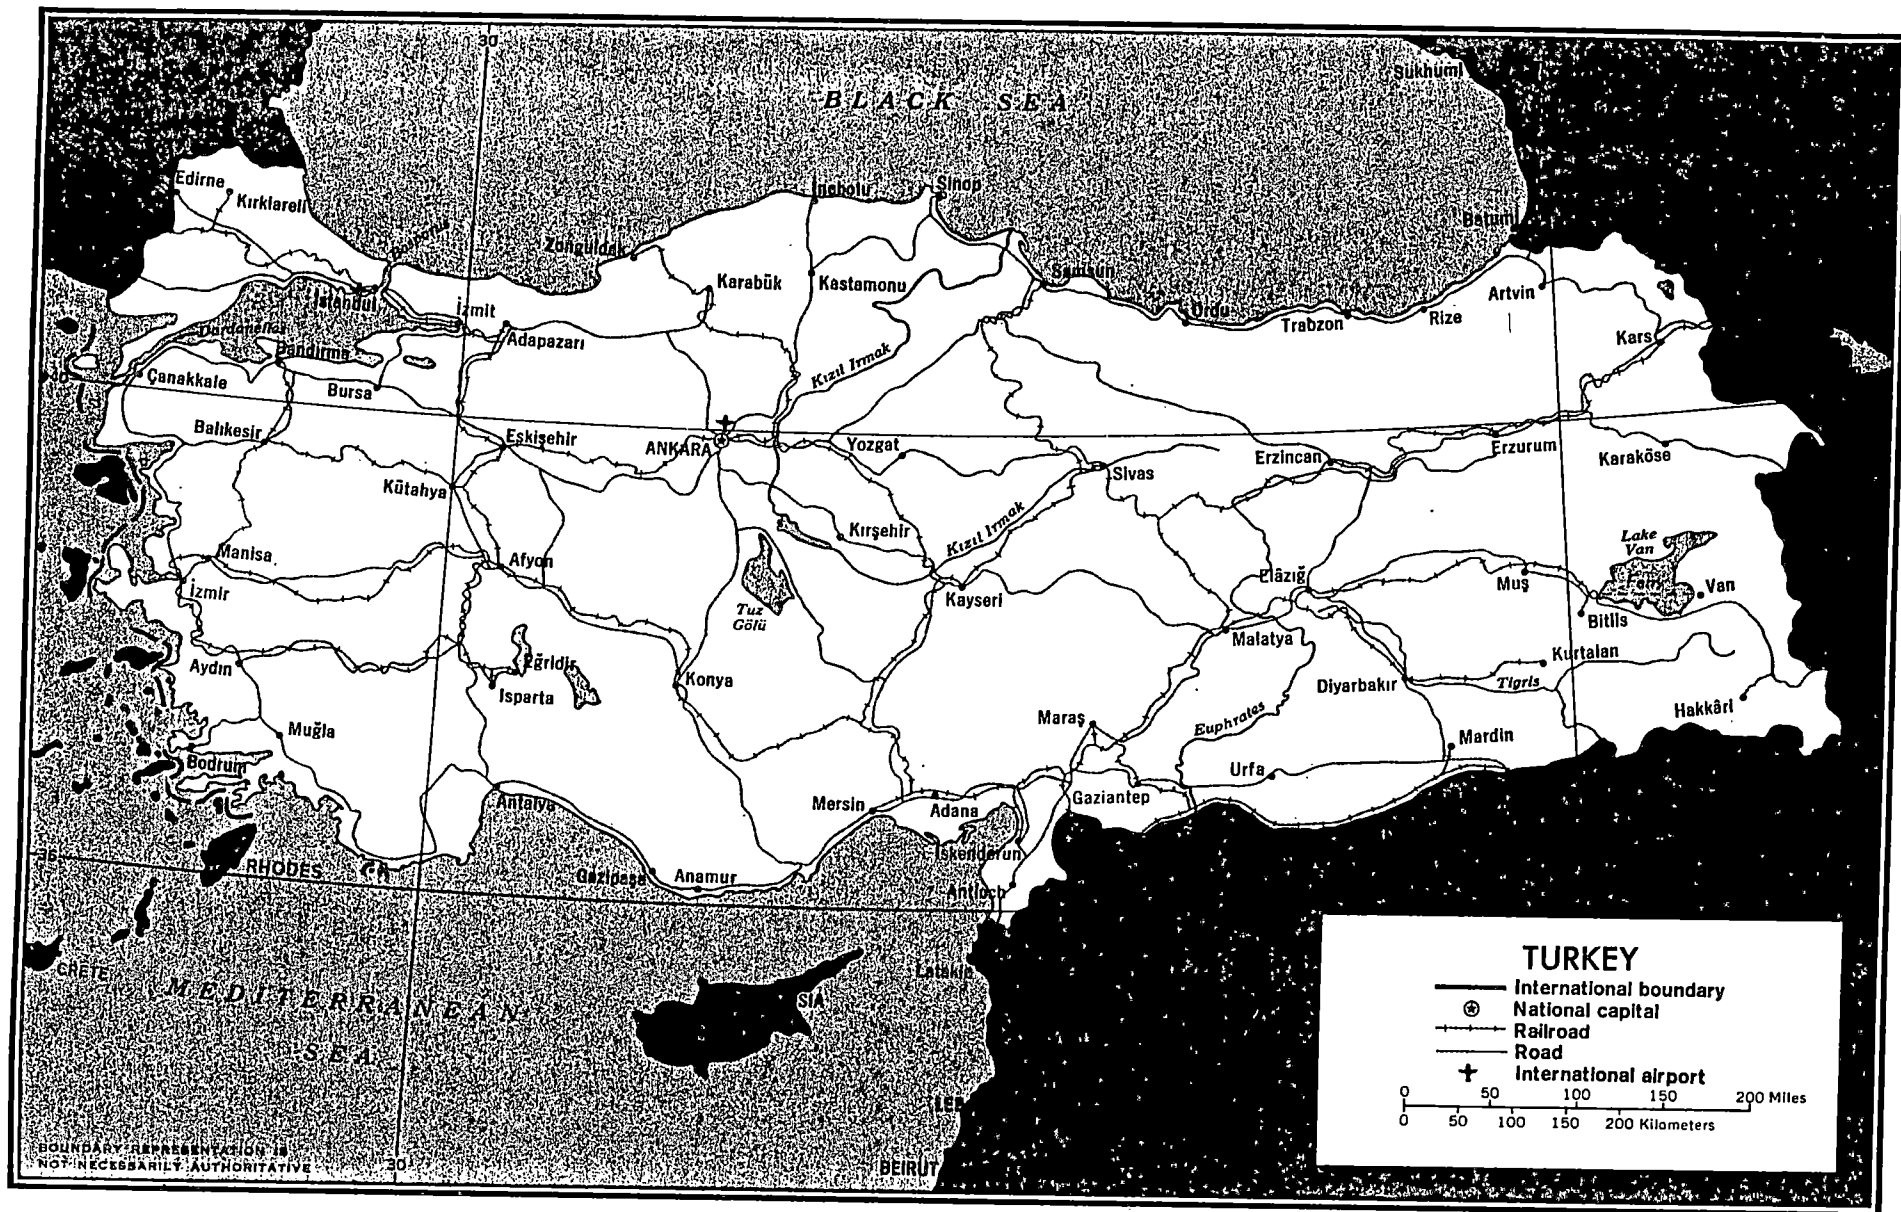 30
BLACK SEA
Sukhumi
Edirne
Kırklareli
İnebolu
Sinop
Batumi
Bosporus
Zonguldak
Karabük
Kastamonu
Samsun
İstanbul
İzmit
Ordu
Trabzon
Rize
Artvin
Dardanelles
Adapazarı
Kars
Bandırma
Kızıl Irmak
40
Çanakkale
Bursa
Balıkesir
Eskişehir
ANKARA
Yozgat
Erzincan
Erzurum
Karaköse
Sivas
Kütahya
Kırşehir
Kızıl Irmak
Lake
Van
Manisa
Afyon
Elâzığ
Muş
Van
İzmir
Kayseri
Tuz
Gölü
Bitlis
Malatya
Aydın
Eğridir
Kurtalan
Konya
Isparta
Diyarbakır
Tigris
Hakkâri
Muğla
Maraş
Euphrates
Mardin
Bodrum
Urfa
Antalya
Mersin
Adana
Gaziantep
İskenderun
36
RHODES
Gazipaşa
Anamur
Antioch
CRETE
Latakia
MEDITERRANEAN
SEA
SIA
LEB
BEIRUT
TURKEY
International boundary
National capital
Railroad
Road
International airport
0 50 100 150 200 Miles
0 50 100 150 200 Kilometers
BOUNDARY REPRESENTATION IS
NOT NECESSARILY AUTHORITATIVE
30